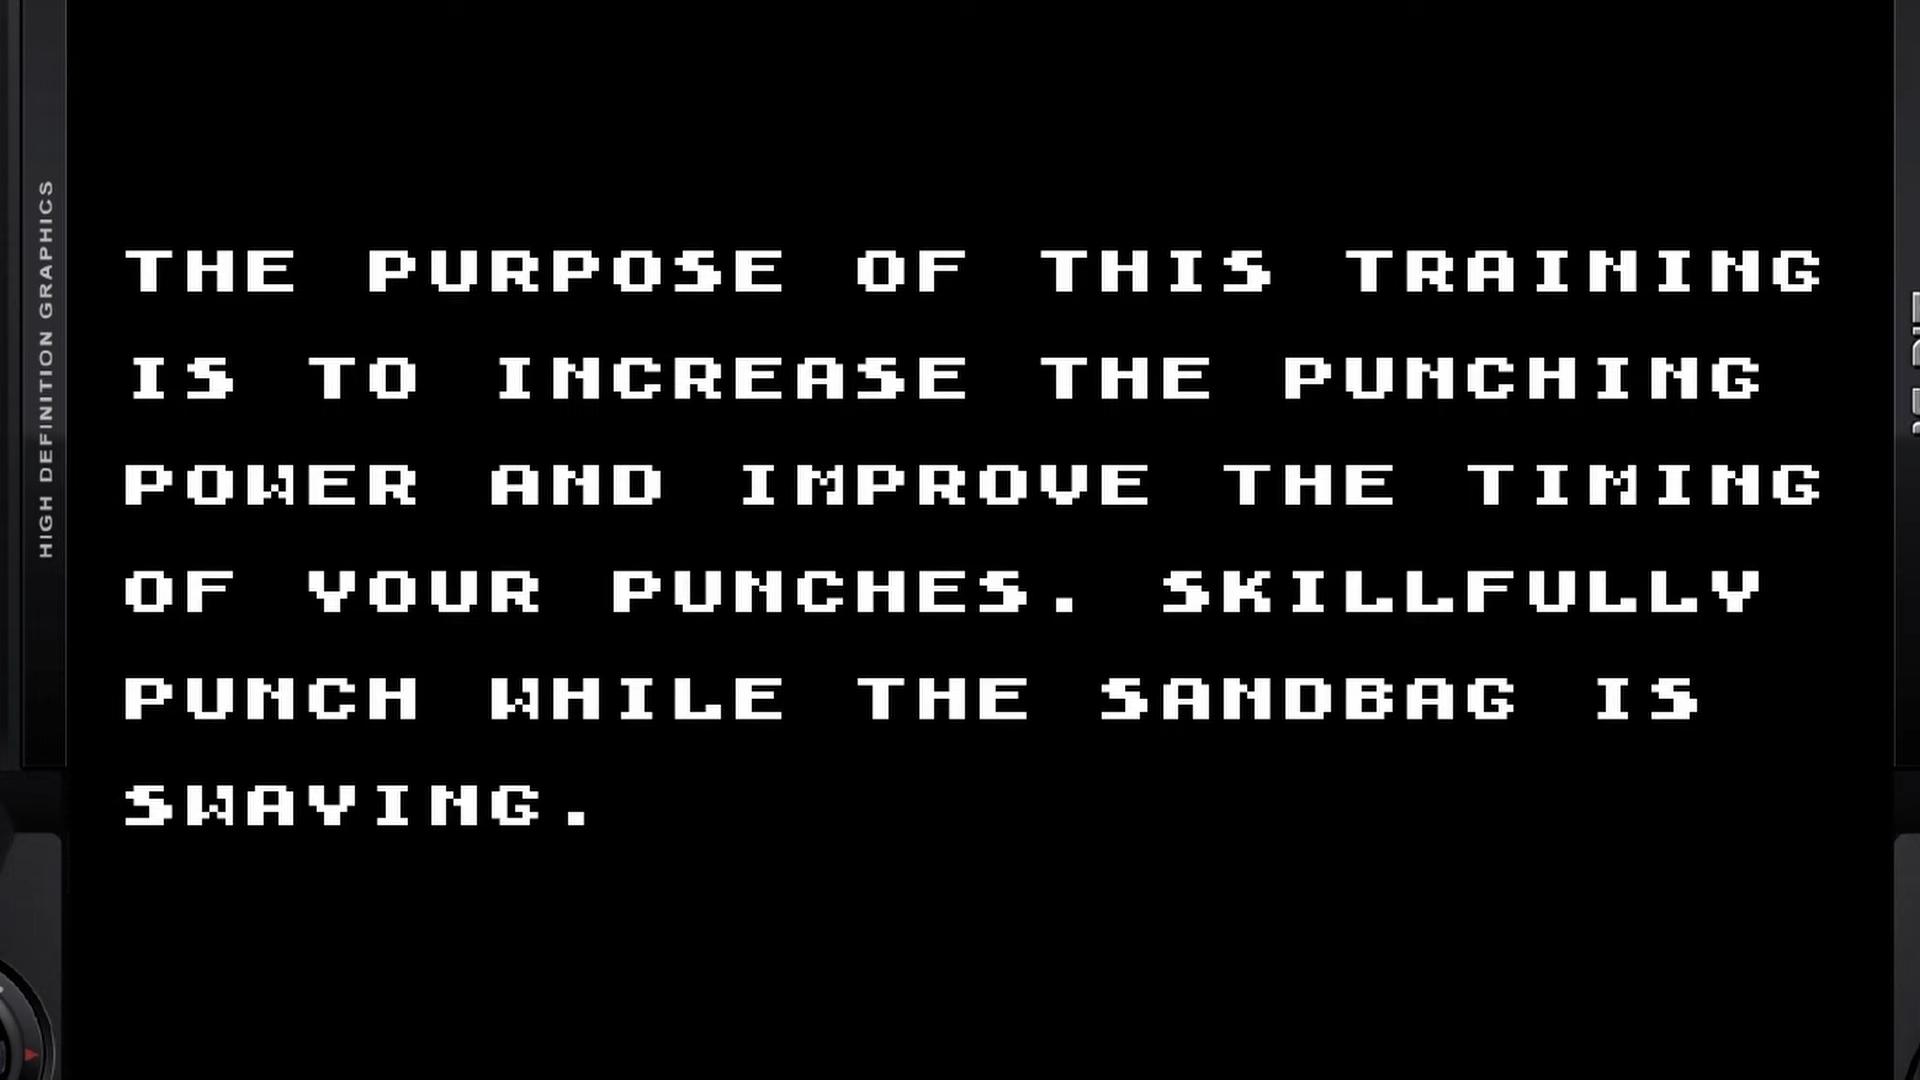 HIGH DEFINITION GRAPHICS
THE PURPOSE OF THIS TRAINING
IS TO INCREASE THE PUNCHING
POWER AND IMPROVE THE TIMING
OF YOUR PUNCHES. SKILLFULLY
PUNCH WHILE THE SANDBAG IS
SWAYING.